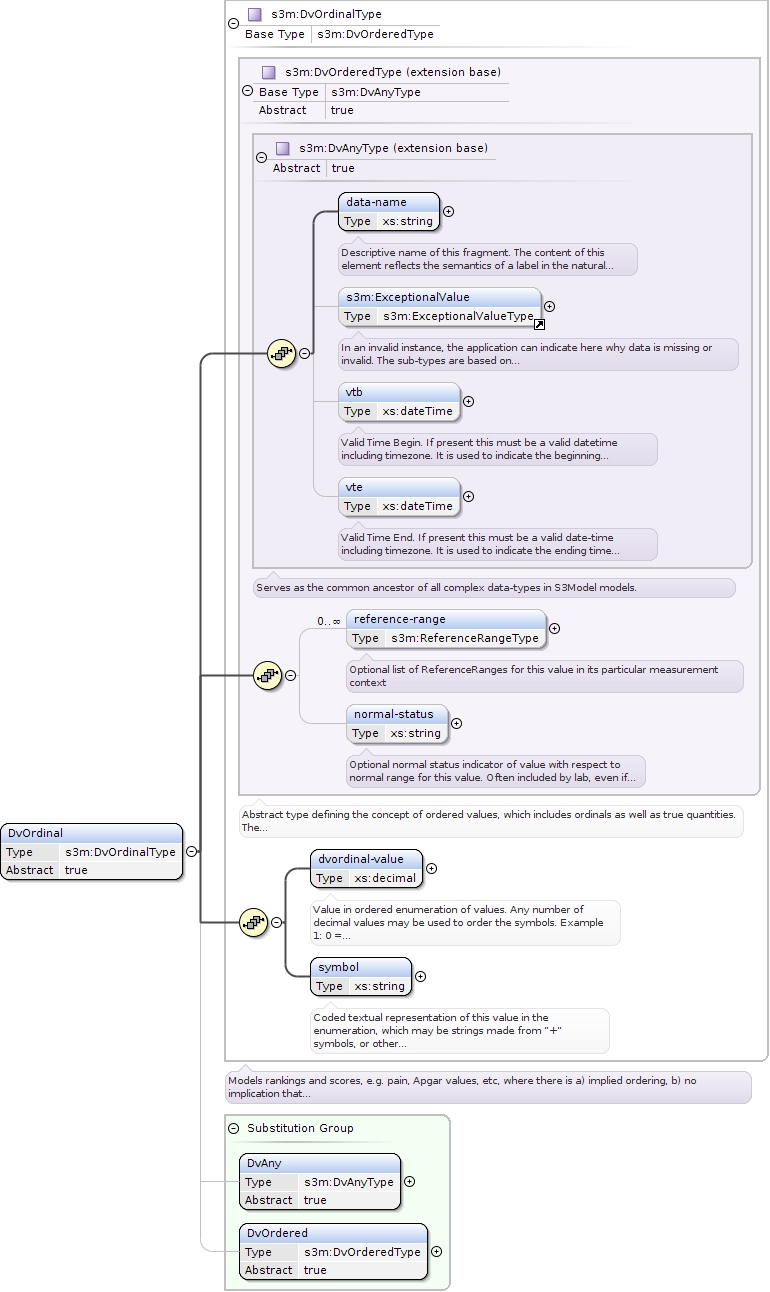 s3m:DvOrdinalType
Base Type s3m:DvOrderedType
s3m:DvOrderedType (extension base)
Base Type s3m:DvAnyType
Abstract true
s3m:DvAnyType (extension base)
Abstract true
data-name
Type xs:string
Descriptive name of this fragment. The content of this
element reflects the semantics of a label in the natural...
s3m:ExceptionalValue
Type s3m:ExceptionalValueType
In an invalid instance, the application can indicate here why data is missing or
invalid. The sub-types are based on...
vtb
Type xs:dateTime
Valid Time Begin. If present this must be a valid datetime
including timezone. It is used to indicate the beginning...
vte
Type xs:dateTime
Valid Time End. If present this must be a valid date-time
including timezone. It is used to indicate the ending time...
Serves as the common ancestor of all complex data-types in S3Model models.
0..∞
reference-range
Type s3m:ReferenceRangeType
Optional list of ReferenceRanges for this value in its particular measurement
context
normal-status
Type xs:string
Optional normal status indicator of value with respect to
normal range for this value. Often included by lab, even if...
Abstract type defining the concept of ordered values, which includes ordinals as well as true quantities.
The...
DvOrdinal
Type s3m:DvOrdinalType
Abstract true
dvordinal-value
Type xs:decimal
Value in ordered enumeration of values. Any number of
decimal values may be used to order the symbols. Example
1: 0 =...
symbol
Type xs:string
Coded textual representation of this value in the
enumeration, which may be strings made from "+"
symbols, or other...
Models rankings and scores, e.g. pain, Apgar values, etc, where there is a) implied ordering, b) no
implication that...
Substitution Group
DvAny
Type s3m:DvAnyType
Abstract true
DvOrdered
Type s3m:DvOrderedType
Abstract true